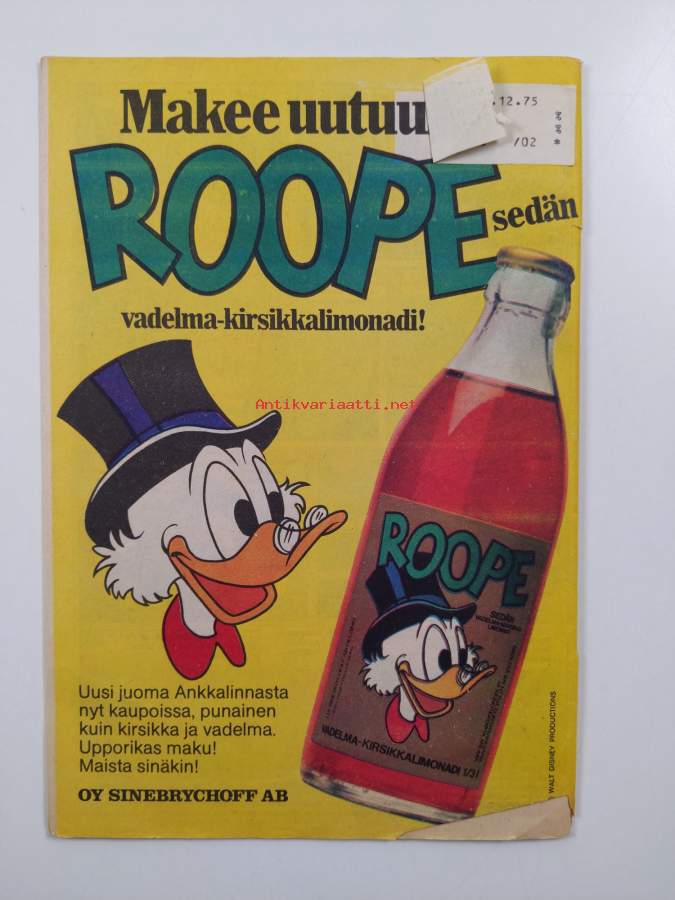 Makee uutuu
.12.75
/02 *
ROOPE
sedän
vadelma-kirsikkalimonadi!
Antikvariaatti.net
ROOPE
SEDÄN
VADELMA-KIRSIKKALIMONADI 1/3 l
Uusi juoma Ankkalinnasta
nyt kaupoissa, punainen
kuin kirsikka ja vadelma.
Upporikas maku!
Maista sinäkin!
OY SINEBRYCHOFF AB
WALT DISNEY PRODUCTIONS